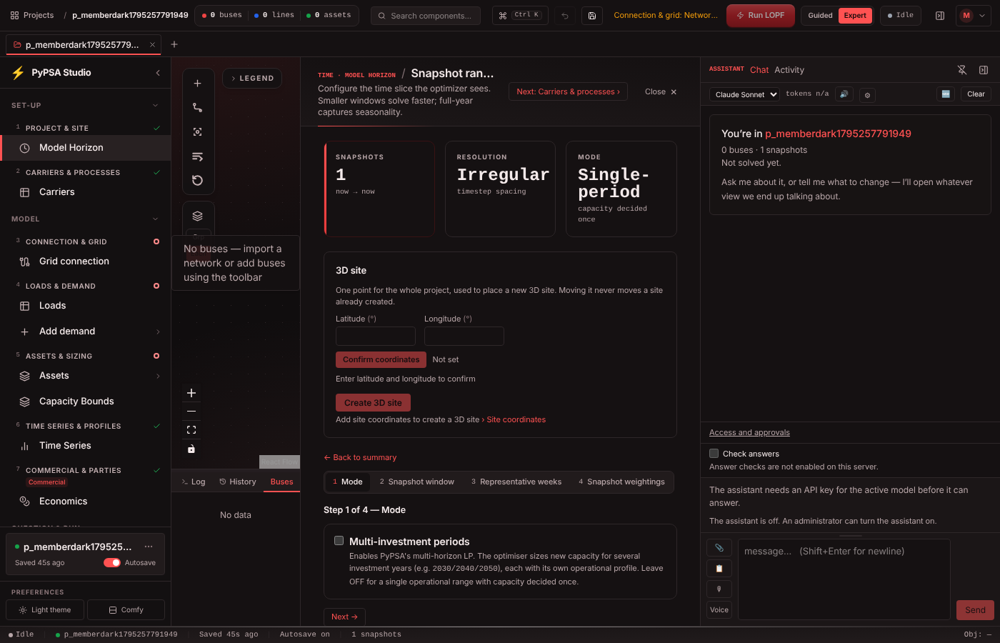 Projects / p_memberdark1795257791949
0 buses 0 lines 0 assets
Search components...
Ctrl K
Connection & grid: Networ...
Run LOPF
Guided Expert
Idle
M
p_memberdark179525779...
PyPSA Studio
SET-UP
1 PROJECT & SITE
Model Horizon
2 CARRIERS & PROCESSES
Carriers
MODEL
3 CONNECTION & GRID
Grid connection
4 LOADS & DEMAND
Loads
Add demand
5 ASSETS & SIZING
Assets
Capacity Bounds
6 TIME SERIES & PROFILES
Time Series
7 COMMERCIAL & PARTIES
Commercial
Economics
p_memberdark179525...
Saved 45s ago
Autosave
PREFERENCES
Light theme
Comfy
LEGEND
No buses — import a
network or add buses
using the toolbar
Log History Buses
No data
TIME · MODEL HORIZON / Snapshot ran...
Configure the time slice the optimizer sees.
Smaller windows solve faster; full-year
captures seasonality.
Next: Carriers & processes ›
Close ×
SNAPSHOTS
1
now → now
RESOLUTION
Irregular
timestep spacing
MODE
Single-
period
capacity decided
once
3D site
One point for the whole project, used to place a new 3D site. Moving it never moves a site
already created.
Latitude (°)
Longitude (°)
Confirm coordinates
Not set
Enter latitude and longitude to confirm
Create 3D site
Add site coordinates to create a 3D site › Site coordinates
← Back to summary
1 Mode
2 Snapshot window
3 Representative weeks
4 Snapshot weightings
Step 1 of 4 — Mode
Multi-investment periods
Enables PyPSA's multi-horizon LP. The optimiser sizes new capacity for several
investment years (e.g. 2030/2040/2050), each with its own operational profile. Leave
OFF for a single operational range with capacity decided once.
Next →
ASSISTANT Chat Activity
Claude Sonnet
tokens n/a
Clear
You're in p_memberdark1795257791949
0 buses · 1 snapshots
Not solved yet.
Ask me about it, or tell me what to change — I'll open whatever
view we end up talking about.
Access and approvals
Check answers
Answer checks are not enabled on this server.
The assistant needs an API key for the active model before it can
answer.
The assistant is off. An administrator can turn the assistant on.
message... (Shift+Enter for newline)
Voice
Send
Idle
p_memberdark1795257791949
Saved 45s ago
Autosave on
1 snapshots
Obj: —